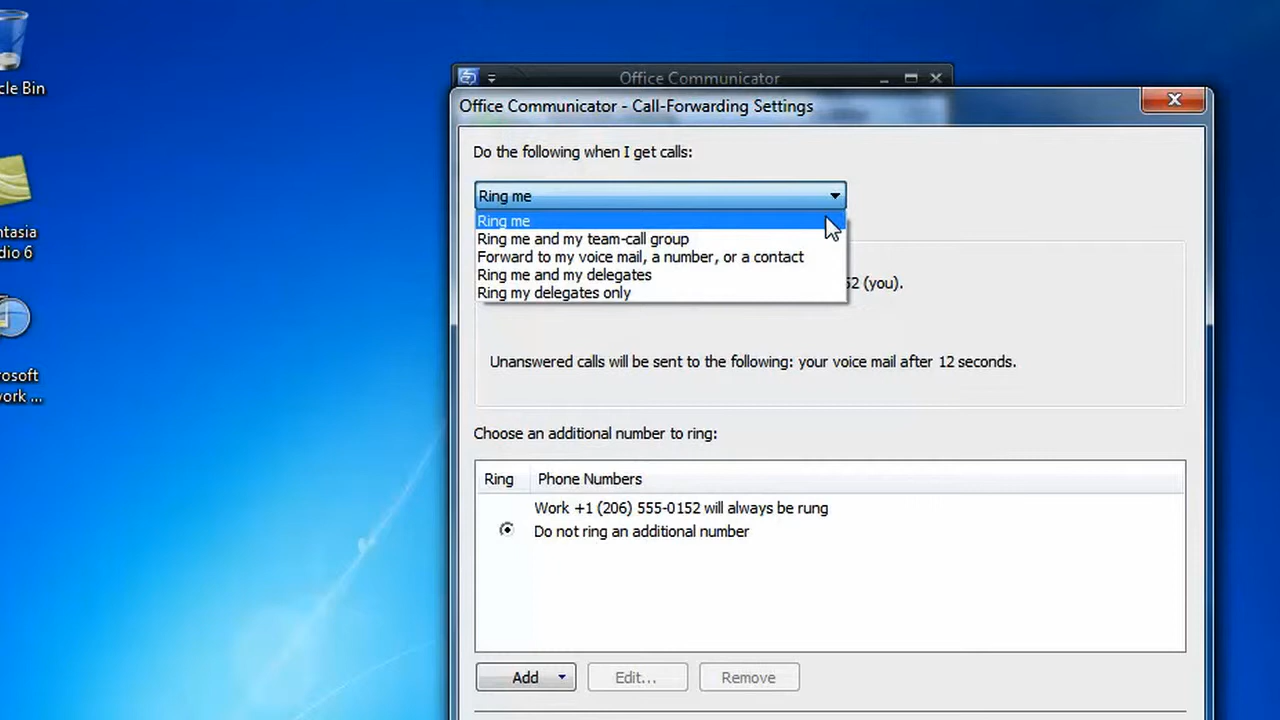 cle Bin
ntasia
dio 6
rosoft
work ...
Office Communicator
Office Communicator - Call-Forwarding Settings
Do the following when I get calls:
Ring me
Ring me
Ring me and my team-call group
Forward to my voice mail, a number, or a contact
Ring me and my delegates
Ring my delegates only
52 (you).
Unanswered calls will be sent to the following: your voice mail after 12 seconds.
Choose an additional number to ring:
Ring Phone Numbers
Work +1 (206) 555-0152 will always be rung
Do not ring an additional number
Add Edit... Remove